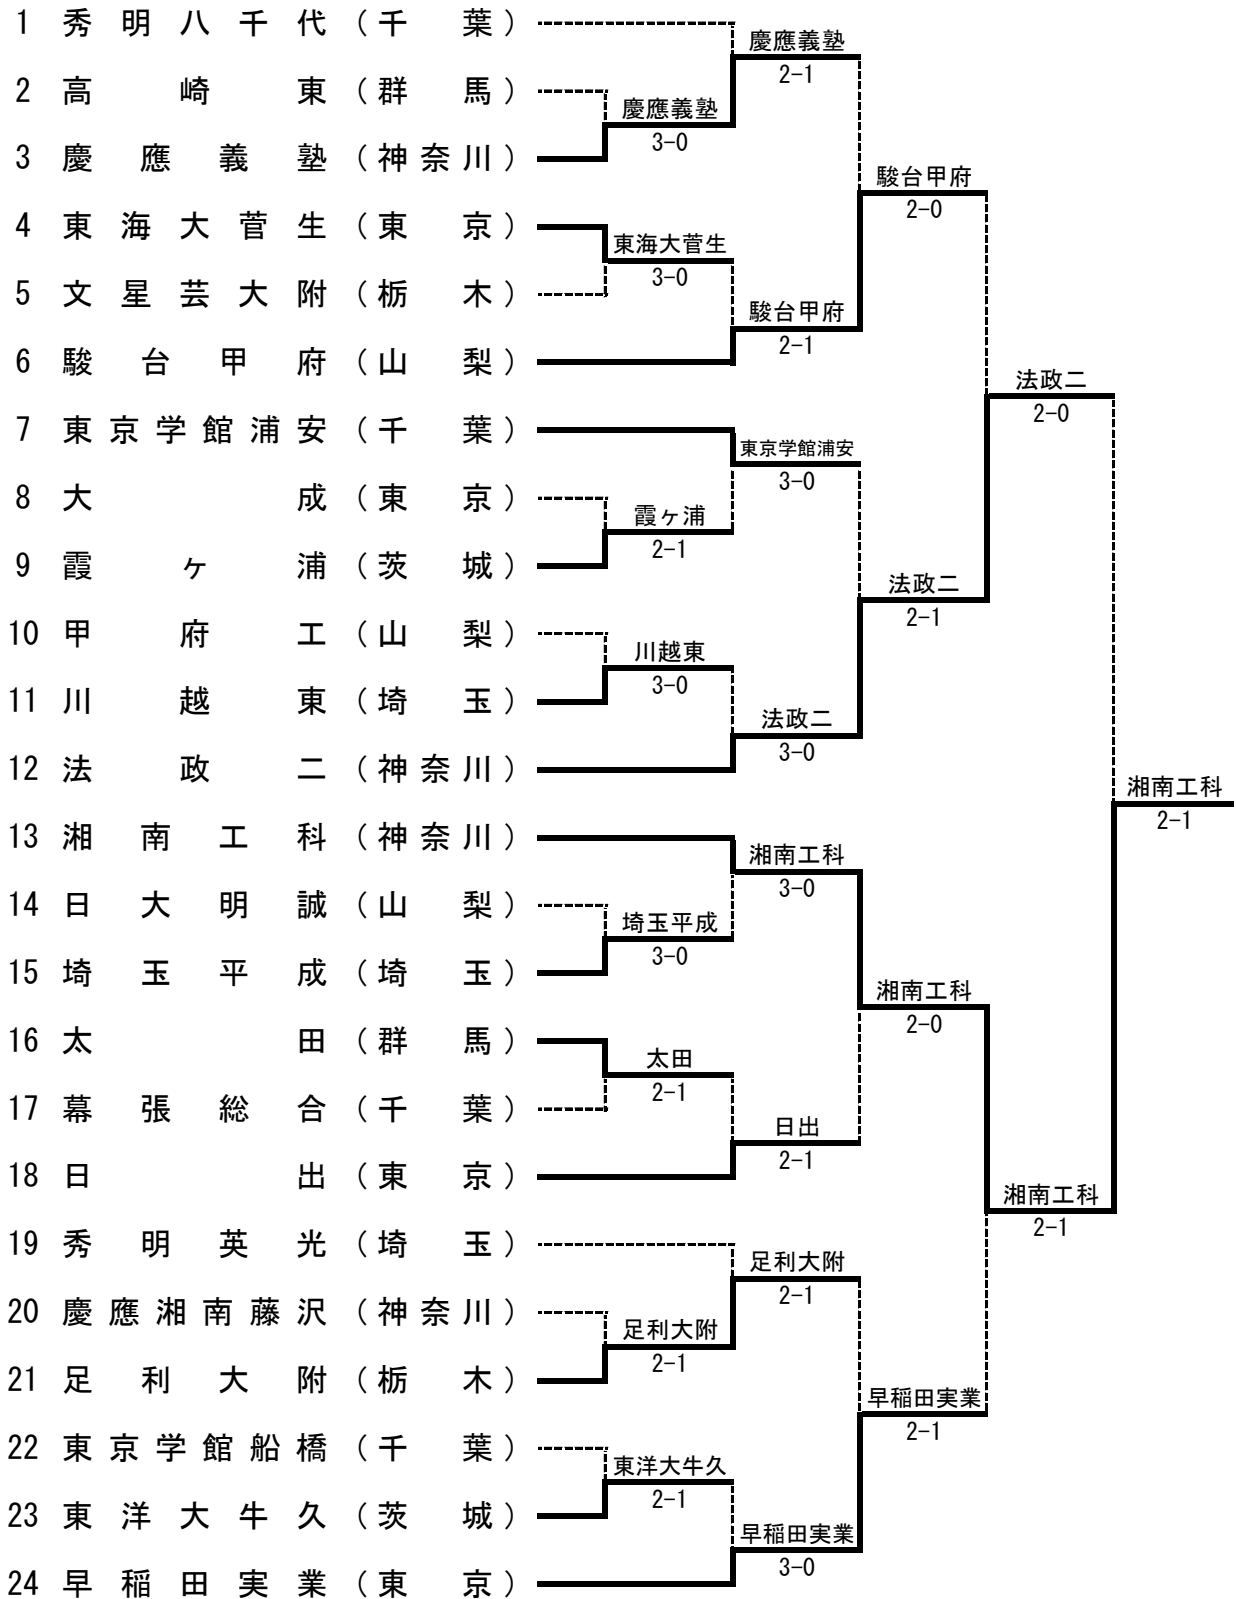 1 秀明八千代（千葉）
慶應義塾
2-1
2 高崎東（群馬）
慶應義塾
3-0
3 慶應義塾（神奈川）
駿台甲府
2-0
4 東海大菅生（東京）
東海大菅生
3-0
5 文星芸大附（栃木）
駿台甲府
2-1
6 駿台甲府（山梨）
法政二
2-0
7 東京学館浦安（千葉）
東京学館浦安
3-0
8 大成（東京）
霞ヶ浦
2-1
9 霞ヶ浦（茨城）
法政二
2-1
10 甲府工（山梨）
川越東
3-0
11 川越東（埼玉）
法政二
3-0
12 法政二（神奈川）
湘南工科
2-1
13 湘南工科（神奈川）
湘南工科
3-0
14 日大明誠（山梨）
埼玉平成
3-0
15 埼玉平成（埼玉）
湘南工科
2-0
16 太田（群馬）
太田
2-1
17 幕張総合（千葉）
日出
2-1
18 日出（東京）
湘南工科
2-1
19 秀明英光（埼玉）
足利大附
2-1
20 慶應湘南藤沢（神奈川）
足利大附
2-1
21 足利大附（栃木）
早稲田実業
2-1
22 東京学館船橋（千葉）
東洋大牛久
2-1
23 東洋大牛久（茨城）
早稲田実業
3-0
24 早稲田実業（東京）